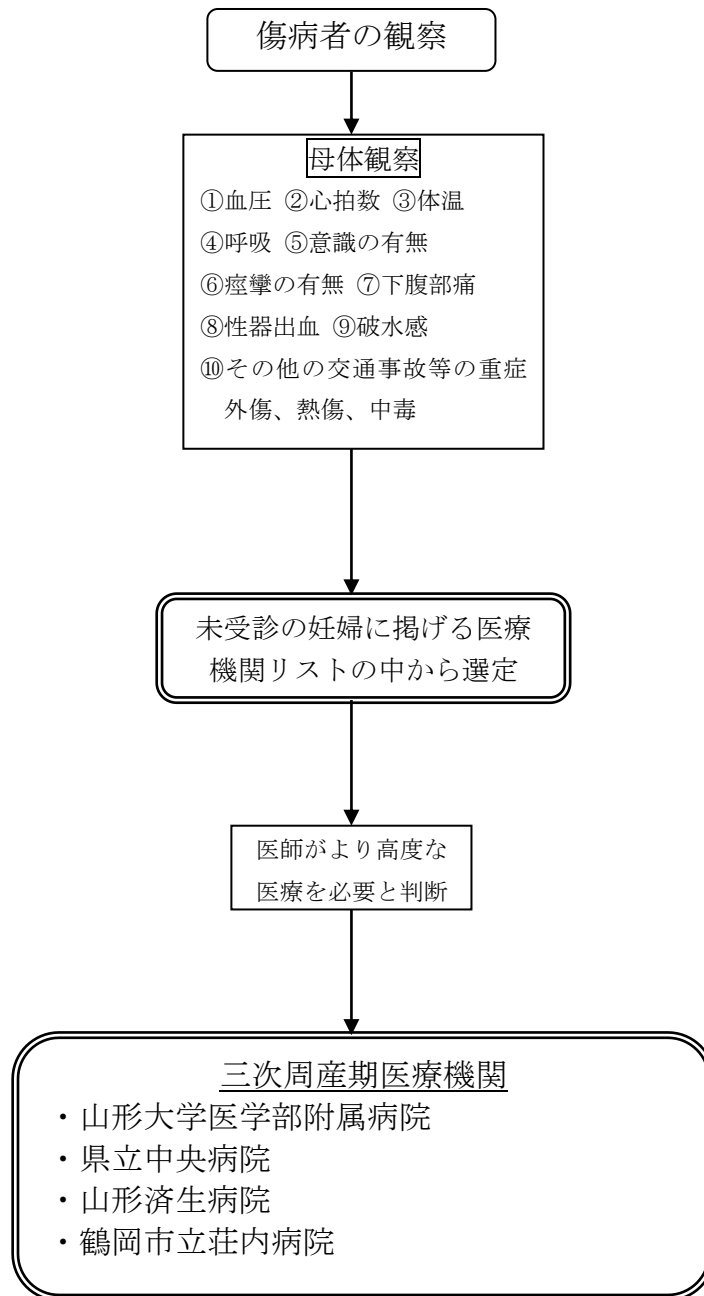 傷病者の観察
母体観察
①血圧 ②心拍数 ③体温
④呼吸 ⑤意識の有無
⑥痙攣の有無 ⑦下腹部痛
⑧性器出血 ⑨破水感
⑩その他の交通事故等の重症
外傷、熱傷、中毒
未受診の妊婦に掲げる医療
機関リストの中から選定
医師がより高度な
医療を必要と判断
三次周産期医療機関
・山形大学医学部附属病院
・県立中央病院
・山形済生病院
・鶴岡市立荘内病院